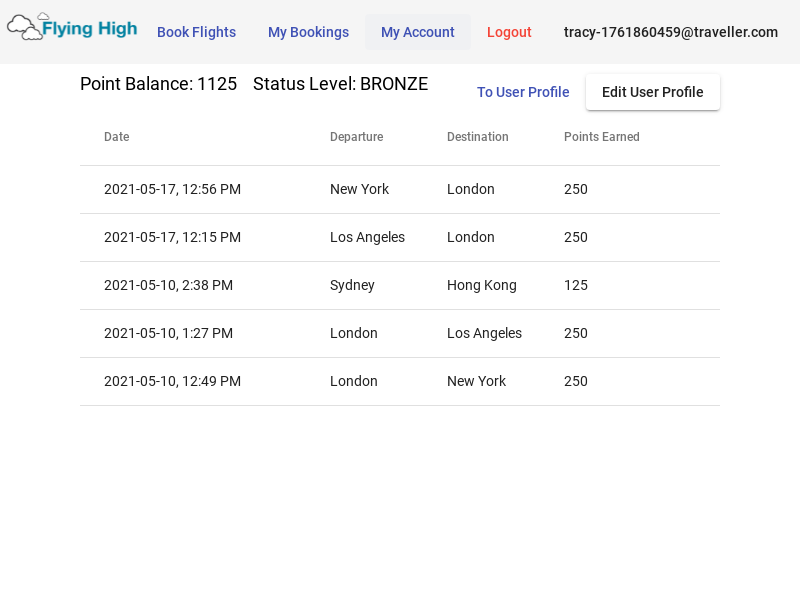 Flying High Book Flights My Bookings My Account Logout tracy-1761860459@traveller.com
Point Balance: 1125 Status Level: BRONZE To User Profile Edit User Profile
Date Departure Destination Points Earned
2021-05-17, 12:56 PM New York London 250
2021-05-17, 12:15 PM Los Angeles London 250
2021-05-10, 2:38 PM Sydney Hong Kong 125
2021-05-10, 1:27 PM London Los Angeles 250
2021-05-10, 12:49 PM London New York 250